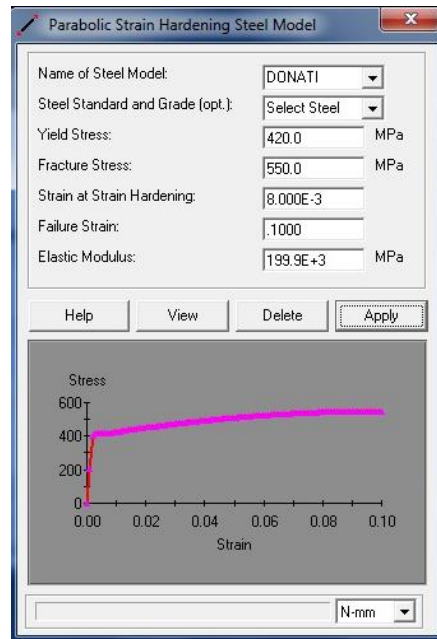 Parabolic Strain Hardening Steel Model
Name of Steel Model: DONATI
Steel Standard and Grade (opt.): Select Steel
Yield Stress: 420.0 MPa
Fracture Stress: 550.0 MPa
Strain at Strain Hardening: 8.000E-3
Failure Strain: .1000
Elastic Modulus: 199.9E+3 MPa
Help View Delete Apply
Stress
600
400
200
0
0.00 0.02 0.04 0.06 0.08 0.10
Strain
N-mm